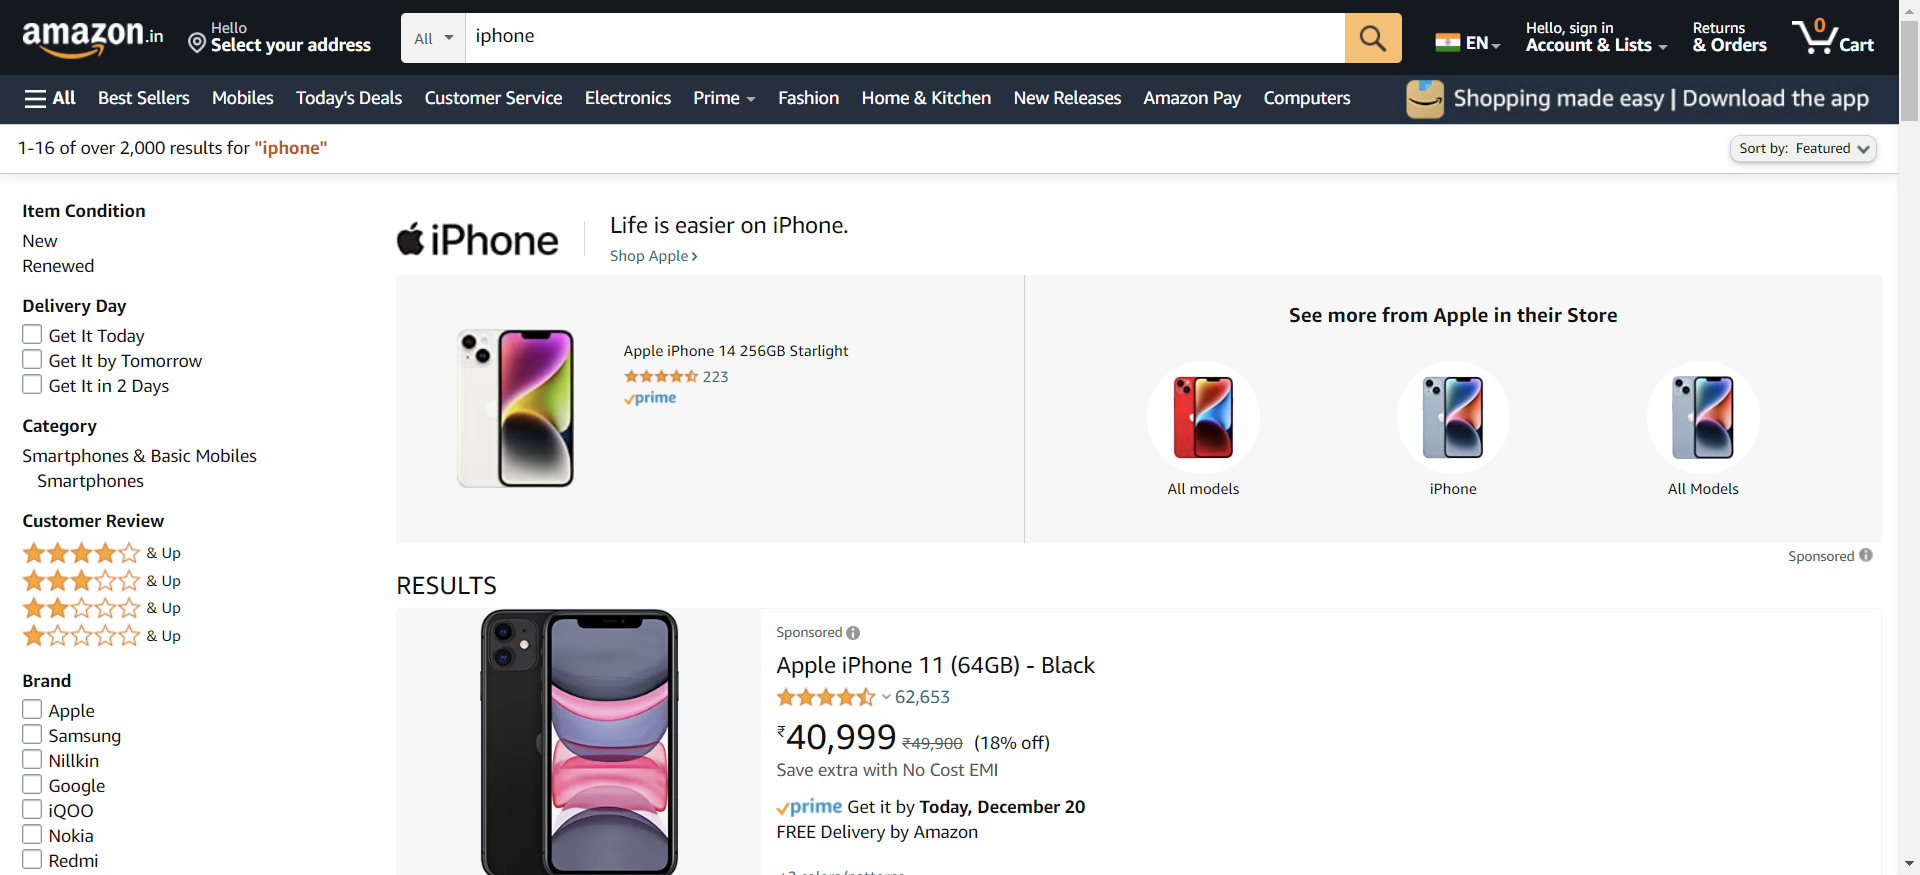 amazon.in
Hello
Select your address
All
iphone
EN
Hello, sign in
Account & Lists
Returns
& Orders
0
Cart
All
Best Sellers
Mobiles
Today's Deals
Customer Service
Electronics
Prime
Fashion
Home & Kitchen
New Releases
Amazon Pay
Computers
Shopping made easy | Download the app
1-16 of over 2,000 results for "iphone"
Sort by: Featured
Item Condition
New
Renewed
Delivery Day
Get It Today
Get It by Tomorrow
Get It in 2 Days
Category
Smartphones & Basic Mobiles
Smartphones
Customer Review
& Up
& Up
& Up
& Up
Brand
Apple
Samsung
Nillkin
Google
iQOO
Nokia
Redmi
iPhone
Life is easier on iPhone.
Shop Apple ›
Apple iPhone 14 256GB Starlight
223
prime
See more from Apple in their Store
All models
iPhone
All Models
Sponsored
RESULTS
Sponsored
Apple iPhone 11 (64GB) - Black
62,653
₹40,999 ₹49,900 (18% off)
Save extra with No Cost EMI
prime Get it by Today, December 20
FREE Delivery by Amazon